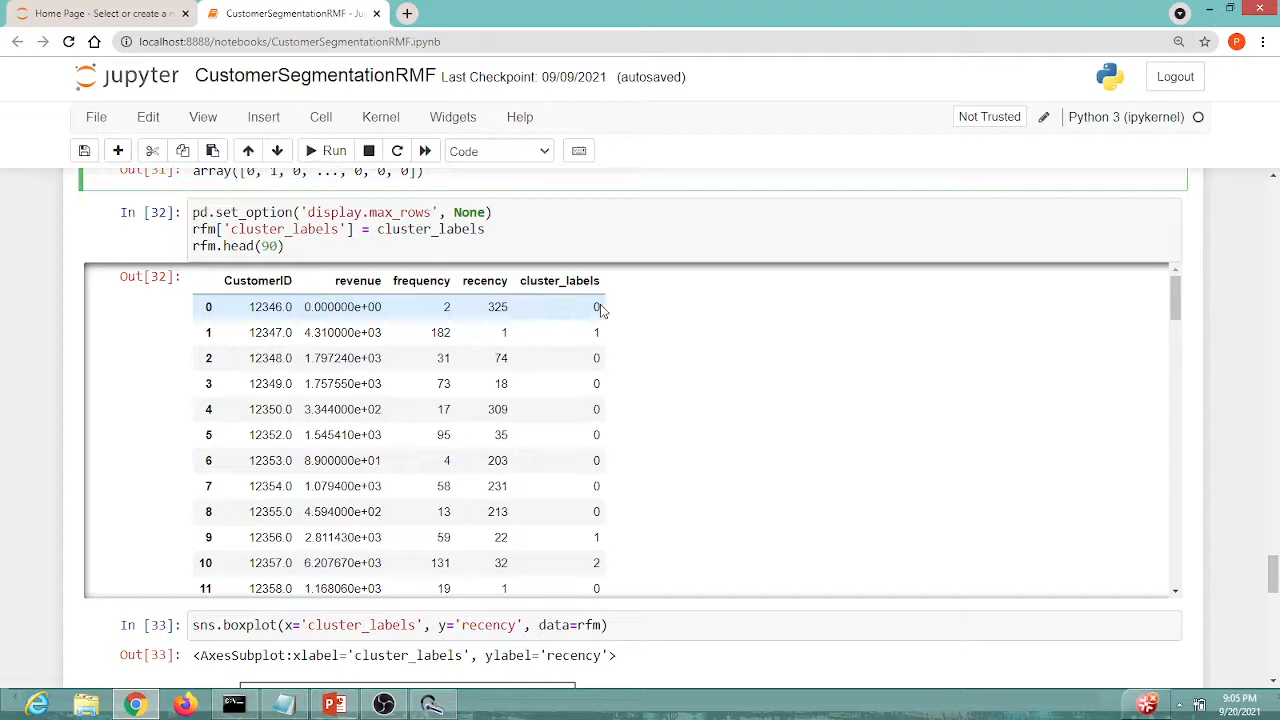 Home Page - Select or create a n
CustomerSegmentationRMF - Ju
localhost:8888/notebooks/CustomerSegmentationRMF.ipynb
P
jupyter CustomerSegmentationRMF Last Checkpoint: 09/09/2021 (autosaved)
Logout
File Edit View Insert Cell Kernel Widgets Help
Not Trusted
Python 3 (ipykernel)
Run
Code
Out[31]: array([0, 1, 0, ..., 0, 0, 0])
In [32]: pd.set_option('display.max_rows', None)
rfm['cluster_labels'] = cluster_labels
rfm.head(90)
Out[32]:
CustomerID revenue frequency recency cluster_labels
0 12346.0 0.000000e+00 2 325 0
1 12347.0 4.310000e+03 182 1 1
2 12348.0 1.797240e+03 31 74 0
3 12349.0 1.757550e+03 73 18 0
4 12350.0 3.344000e+02 17 309 0
5 12352.0 1.545410e+03 95 35 0
6 12353.0 8.900000e+01 4 203 0
7 12354.0 1.079400e+03 58 231 0
8 12355.0 4.594000e+02 13 213 0
9 12356.0 2.811430e+03 59 22 1
10 12357.0 6.207670e+03 131 32 2
11 12358.0 1.168060e+03 19 1 0
In [33]: sns.boxplot(x='cluster_labels', y='recency', data=rfm)
Out[33]: <AxesSubplot:xlabel='cluster_labels', ylabel='recency'>
9:05 PM
9/20/2021